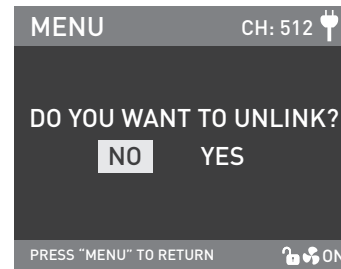 MENU CH: 512
DO YOU WANT TO UNLINK?
NO YES
PRESS “MENU” TO RETURN ON